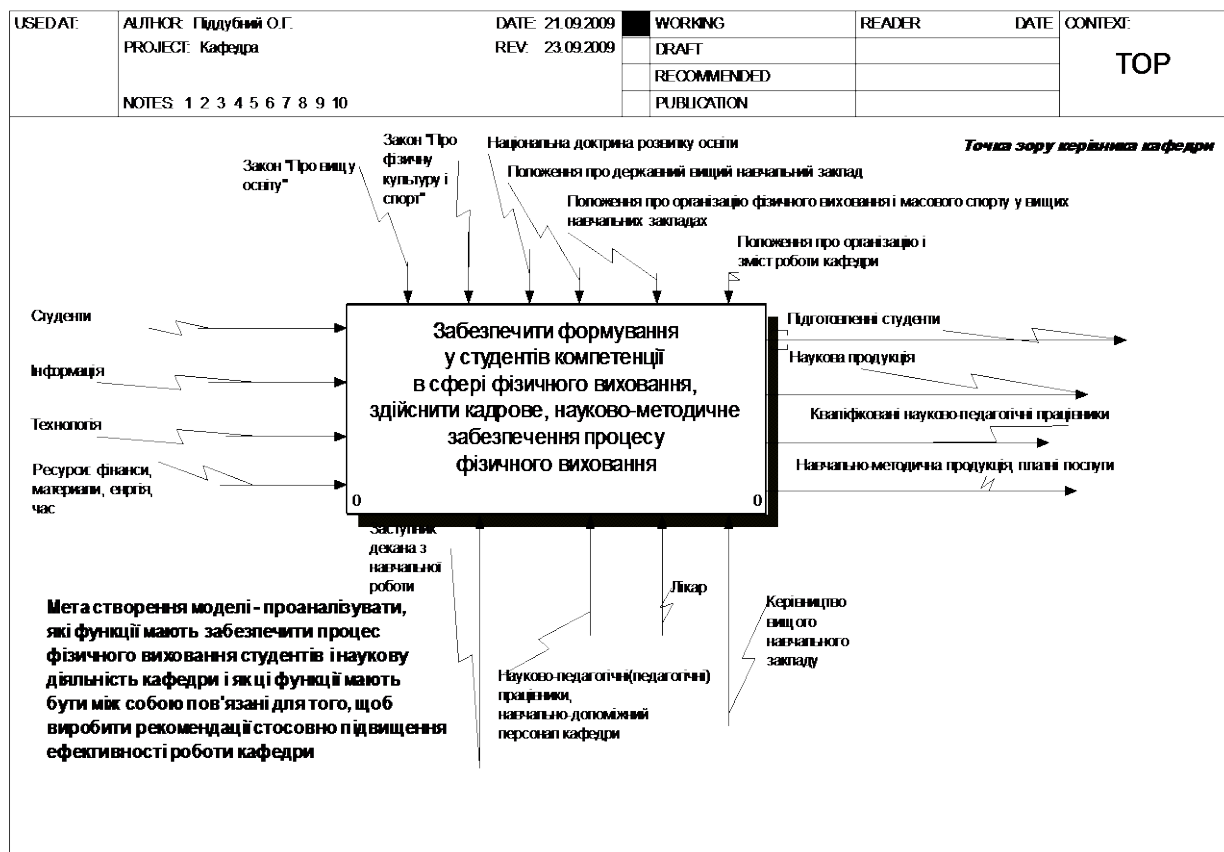 USED AT: AUTHOR: Піддубний О.Г. DATE: 21.09.2009 WORKING READER DATE CONTEXT:
PROJECT: Кафедра REV: 23.09.2009 DRAFT
RECOMMENDED
TOP
NOTES: 1 2 3 4 5 6 7 8 9 10 PUBLICATION
Точка зору керівника кафедри
Закон "Про вищу
освіту"
Закон "Про
фізичну
культуру і
спорт"
Національна доктрина розвитку освіти
Положення про державний вищий навчальний заклад
Положення про організацію фізичного виховання і масового спорту у вищих
навчальних закладах
Положення про організацію і
зміст роботи кафедри
Студенти
Інформація
Технологія
Ресурси: фінанси,
материали, енргія,
час
Забезпечити формування
у студентів компетенції
в сфері фізичного виховання,
здійснити кадрове, науково-методичне
забезпечення процесу
фізичного виховання
0 0
Підготовленні студенти
Наукова продукція
Кваліфіковані науково-педагогічні працівники
Навчально-методична продукція, платні послуги
Заступник
декана з
навчальної
роботи
Лікар
Керівництво
вищого
навчального
закладу
Науково-педагогічні(педагогічні)
працівники,
навчально-допоміжний
персонал кафедри
Мета створення моделі - проаналізувати,
які функції мають забезпечити процес
фізичного виховання студентів і наукову
діяльність кафедри і як ці функції мають
бути між собою пов'язані для того, щоб
виробити рекомендації стосовно підвищення
ефективності роботи кафедри